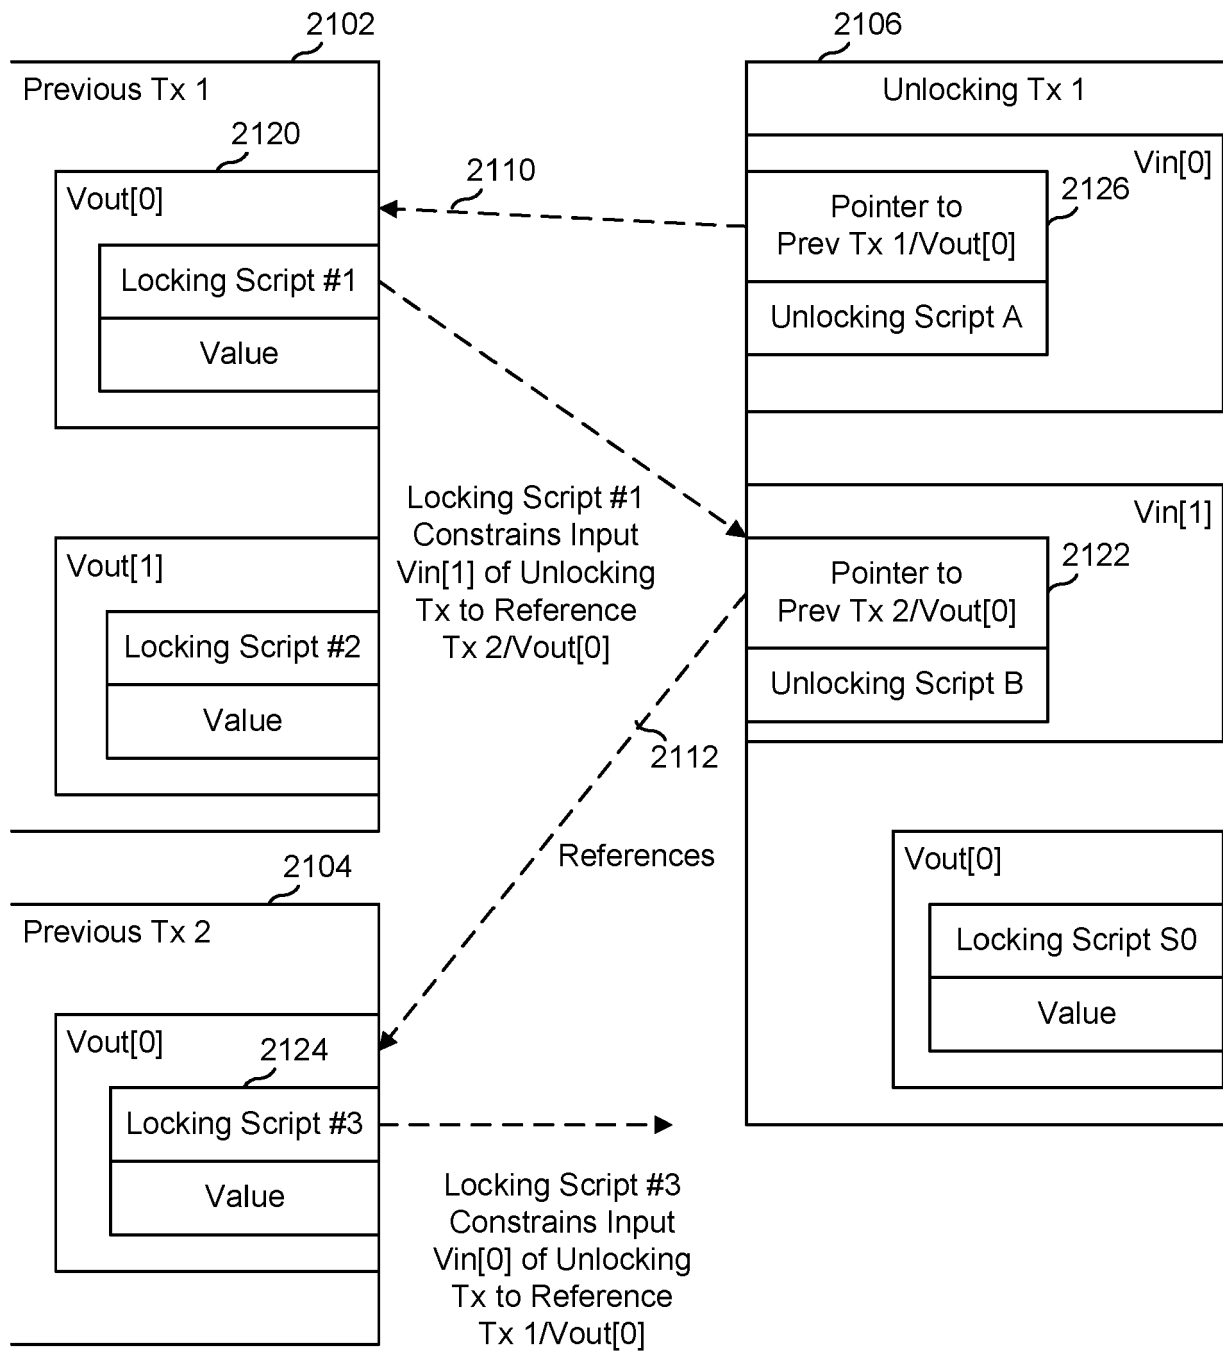 2102
Previous Tx 1
2120
Vout[0]
Locking Script #1
Value
Vout[1]
Locking Script #2
Value
2110
Locking Script #1
Constrains Input
Vin[1] of Unlocking
Tx to Reference
Tx 2/Vout[0]
2106
Unlocking Tx 1
Vin[0]
2126
Pointer to
Prev Tx 1/Vout[0]
Unlocking Script A
Vin[1]
2122
Pointer to
Prev Tx 2/Vout[0]
Unlocking Script B
2112
References
Vout[0]
Locking Script S0
Value
2104
Previous Tx 2
Vout[0]
2124
Locking Script #3
Value
Locking Script #3
Constrains Input
Vin[0] of Unlocking
Tx to Reference
Tx 1/Vout[0]